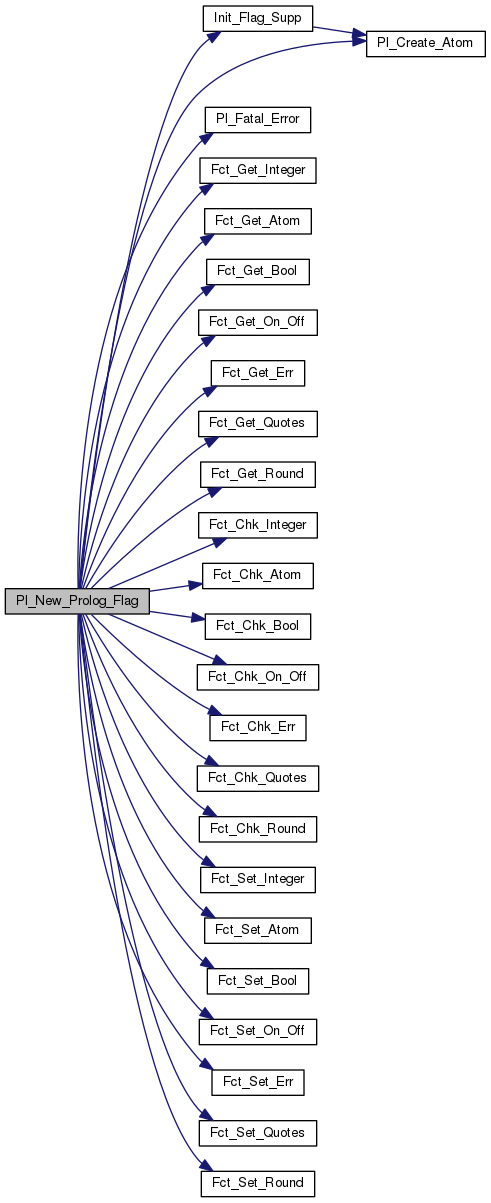 Init_Flag_Supp
Pl_Create_Atom
Pl_Fatal_Error
Fct_Get_Integer
Fct_Get_Atom
Fct_Get_Bool
Fct_Get_On_Off
Fct_Get_Err
Fct_Get_Quotes
Fct_Get_Round
Fct_Chk_Integer
Fct_Chk_Atom
Pl_New_Prolog_Flag
Fct_Chk_Bool
Fct_Chk_On_Off
Fct_Chk_Err
Fct_Chk_Quotes
Fct_Chk_Round
Fct_Set_Integer
Fct_Set_Atom
Fct_Set_Bool
Fct_Set_On_Off
Fct_Set_Err
Fct_Set_Quotes
Fct_Set_Round